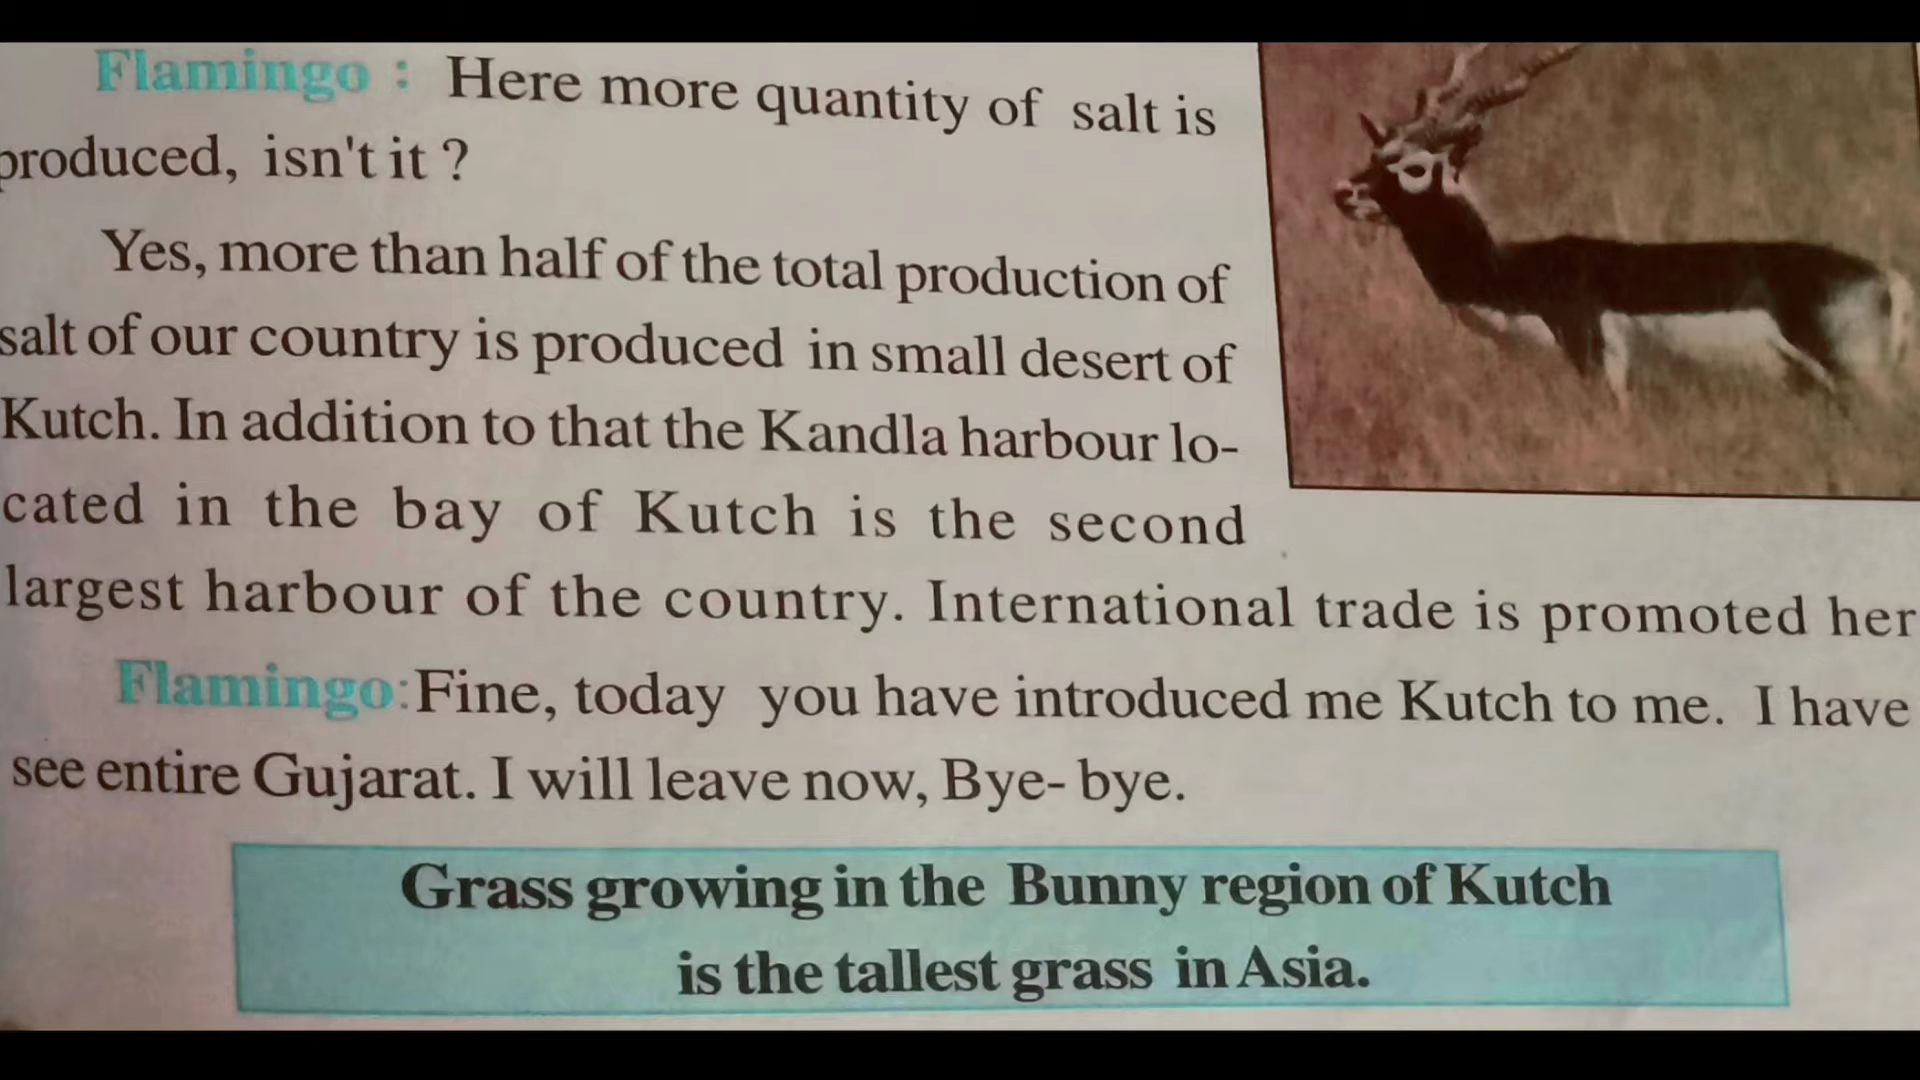 Flamingo : Here more quantity of salt is
produced, isn't it ?
Yes, more than half of the total production of
salt of our country is produced in small desert of
Kutch. In addition to that the Kandla harbour lo-
cated in the bay of Kutch is the second
largest harbour of the country. International trade is promoted her
Flamingo: Fine, today you have introduced me Kutch to me. I have
see entire Gujarat. I will leave now, Bye- bye.
Grass growing in the Bunny region of Kutch
is the tallest grass in Asia.